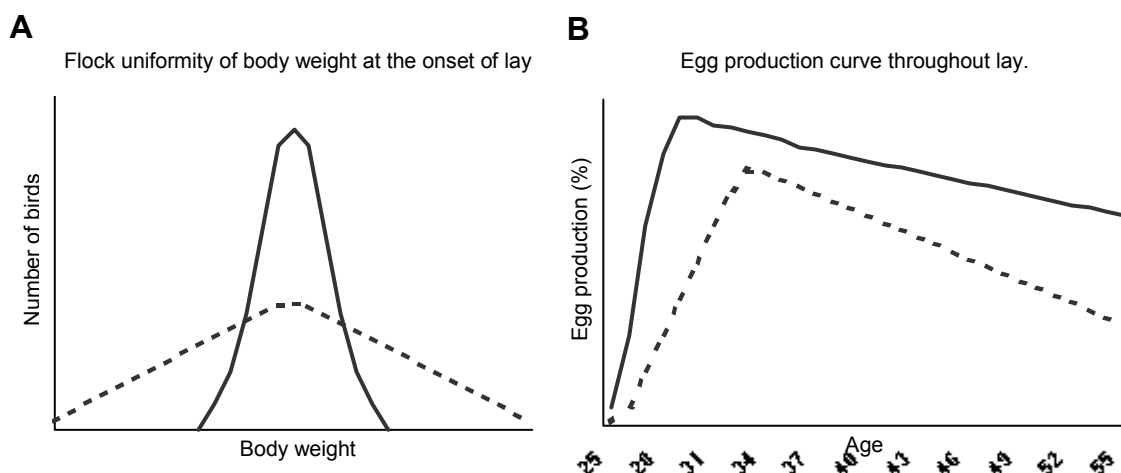 A
Flock uniformity of body weight at the onset of lay
Number of birds
Body weight
B
Egg production curve throughout lay.
Egg production (%)
Age
25
28
31
34
37
40
43
46
49
52
55